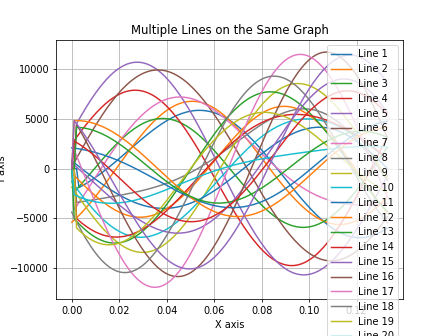 Multiple Lines on the Same Graph
10000
5000
0
−5000
−10000
0.00
0.02
0.04
0.06
0.08
0.10
X axis
Line 1
Line 2
Line 3
Line 4
Line 5
Line 6
Line 7
Line 8
Line 9
Line 10
Line 11
Line 12
Line 13
Line 14
Line 15
Line 16
Line 17
Line 18
Line 19
Line 20